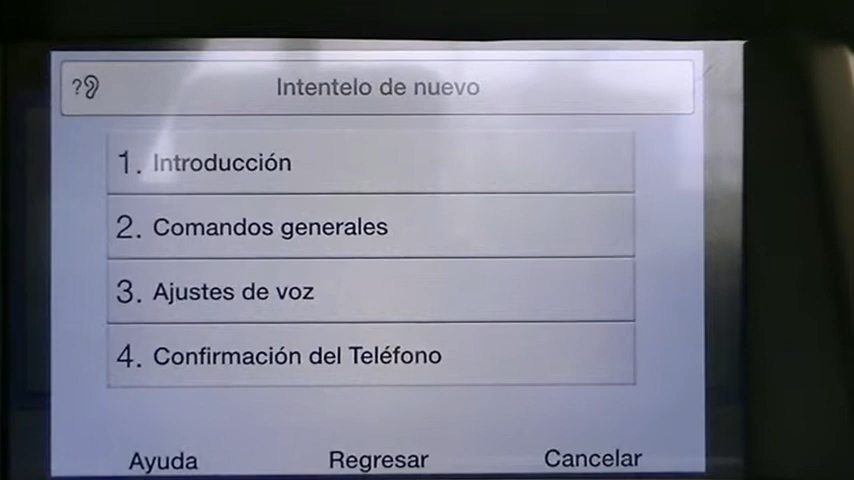 ? Intentelo de nuevo
1. Introducción
2. Comandos generales
3. Ajustes de voz
4. Confirmación del Teléfono
Ayuda Regresar Cancelar